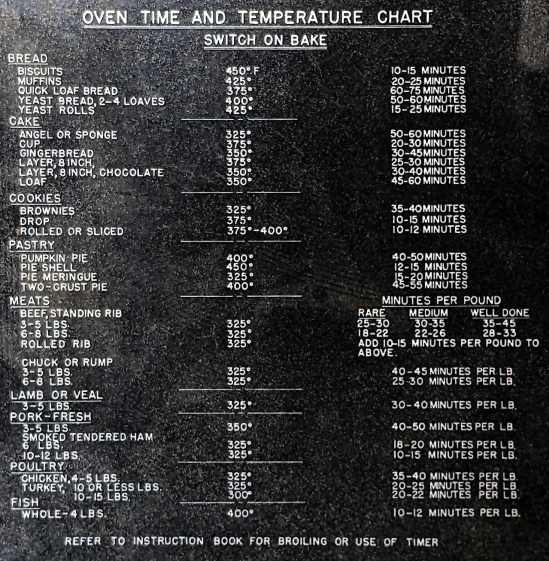 OVEN TIME AND TEMPERATURE CHART
SWITCH ON BAKE
BREAD
BISCUITS 450° F 10-15 MINUTES
MUFFINS 425° 20-25 MINUTES
QUICK LOAF BREAD 375° 60-75 MINUTES
YEAST BREAD, 2-4 LOAVES 400° 50-60 MINUTES
YEAST ROLLS 425° 15-25 MINUTES
CAKE
ANGEL OR SPONGE 325° 50-60 MINUTES
CUP 375° 20-30 MINUTES
GINGERBREAD 350° 30-45 MINUTES
LAYER, 8 INCH, 375° 25-30 MINUTES
LAYER, 8 INCH, CHOCOLATE 350° 30-40 MINUTES
LOAF 350° 45-60 MINUTES
COOKIES
BROWNIES 325° 35-40 MINUTES
DROP 375° 10-15 MINUTES
ROLLED OR SLICED 375°-400° 10-12 MINUTES
PASTRY
PUMPKIN PIE 400° 40-50 MINUTES
PIE SHELL 450° 12-15 MINUTES
PIE MERINGUE 325° 15-20 MINUTES
TWO-CRUST PIE 400° 45-55 MINUTES
MEATS MINUTES PER POUND
BEEF, STANDING RIB RARE MEDIUM WELL DONE
3-5 LBS. 325° 25-30 30-35 35-45
6-8 LBS. 325° 18-22 22-26 28-33
ROLLED RIB 325° ADD 10-15 MINUTES PER POUND TO
ABOVE.
CHUCK OR RUMP
3-5 LBS 325° 40-45 MINUTES PER LB.
6-8 LBS. 325° 25-30 MINUTES PER LB.
LAMB OR VEAL
3-5 LBS. 325° 30-40 MINUTES PER LB.
PORK-FRESH
3-5 LBS. 350° 40-50 MINUTES PER LB.
SMOKED TENDERED HAM
6 LBS. 325° 18-20 MINUTES PER LB.
10-12 LBS. 325° 10-15 MINUTES PER LB.
POULTRY
CHICKEN, 4-5 LBS. 325° 35-40 MINUTES PER LB.
TURKEY, 10 OR LESS LBS. 325° 20-25 MINUTES PER LB.
10-15 LBS. 300° 20-22 MINUTES PER LB.
FISH
WHOLE-4 LBS. 400° 10-12 MINUTES PER LB.
REFER TO INSTRUCTION BOOK FOR BROILING OR USE OF TIMER